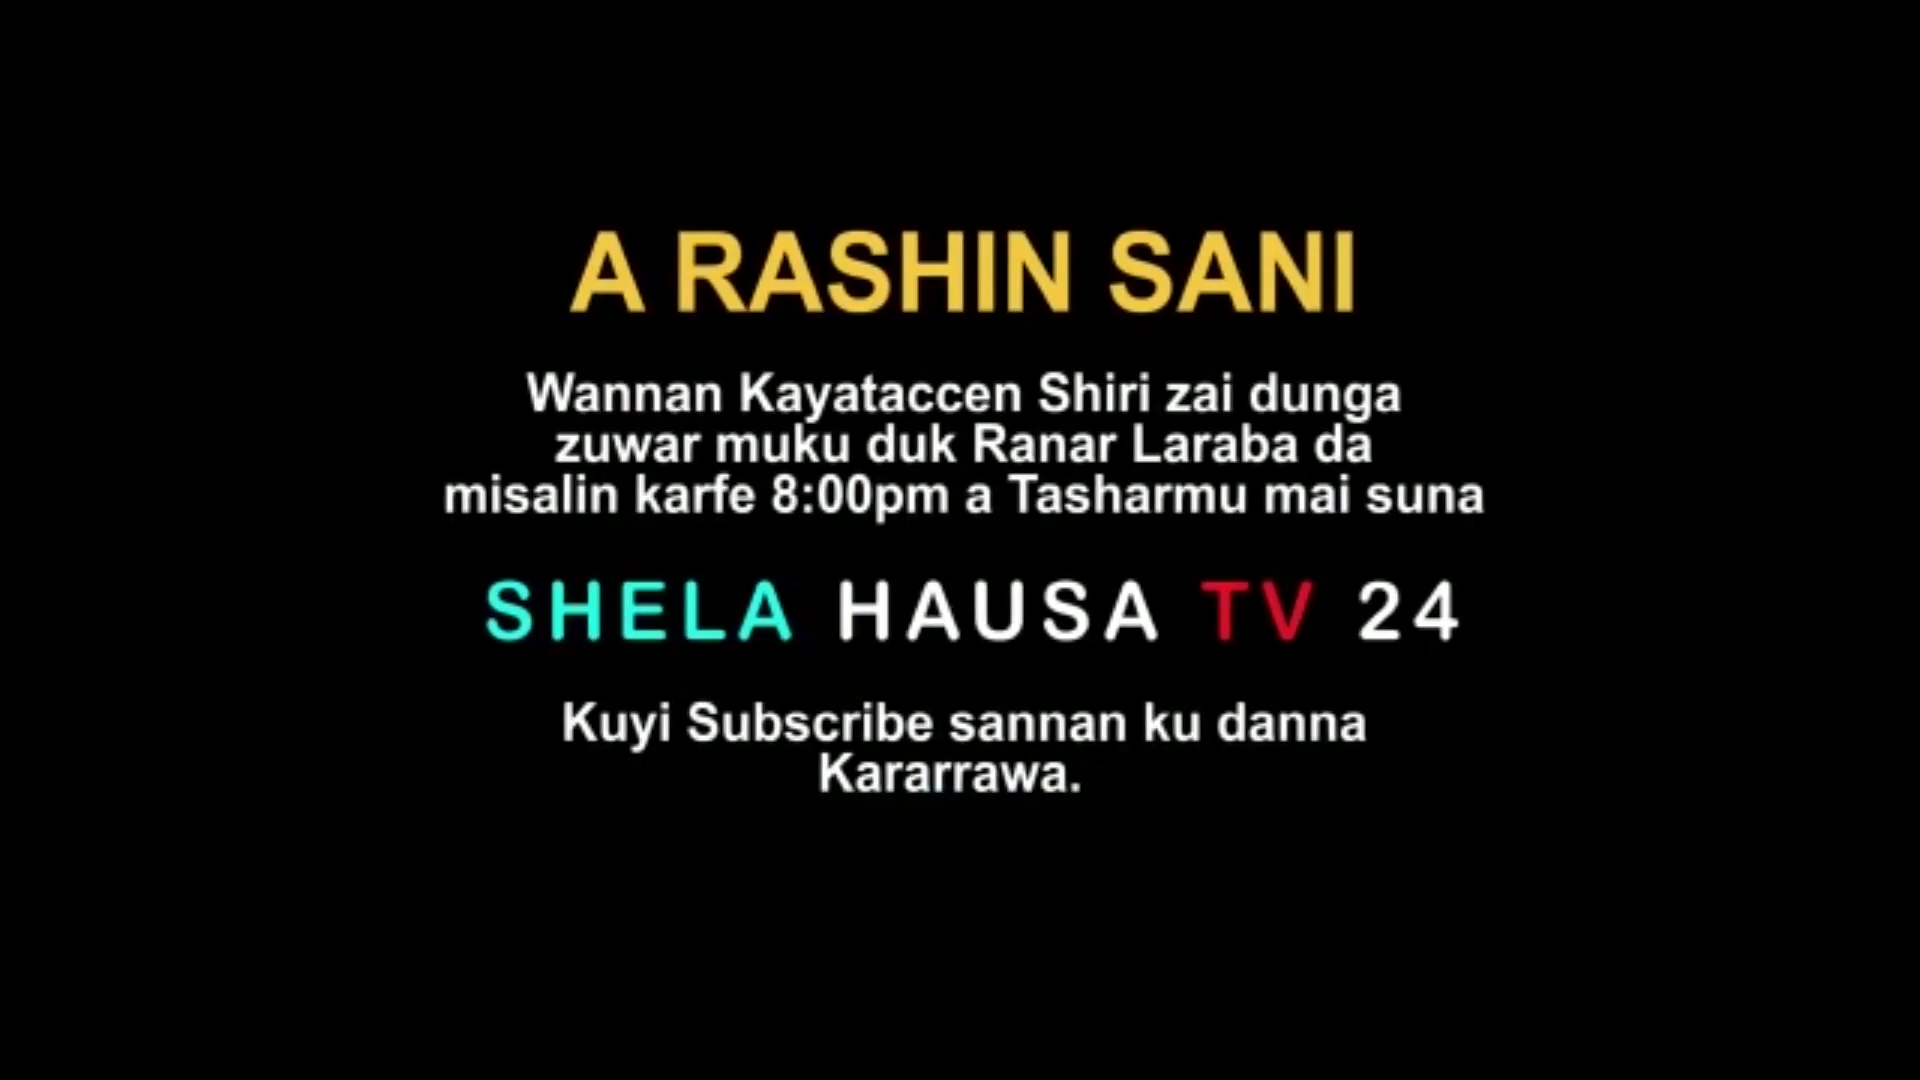 A RASHIN SANI
Wannan Kayataccen Shiri zai dunga
zuwar muku duk Ranar Laraba da
misalin karfe 8:00pm a Tasharmu mai suna
SHELA HAUSA TV 24
Kuyi Subscribe sannan ku danna
Kararrawa.